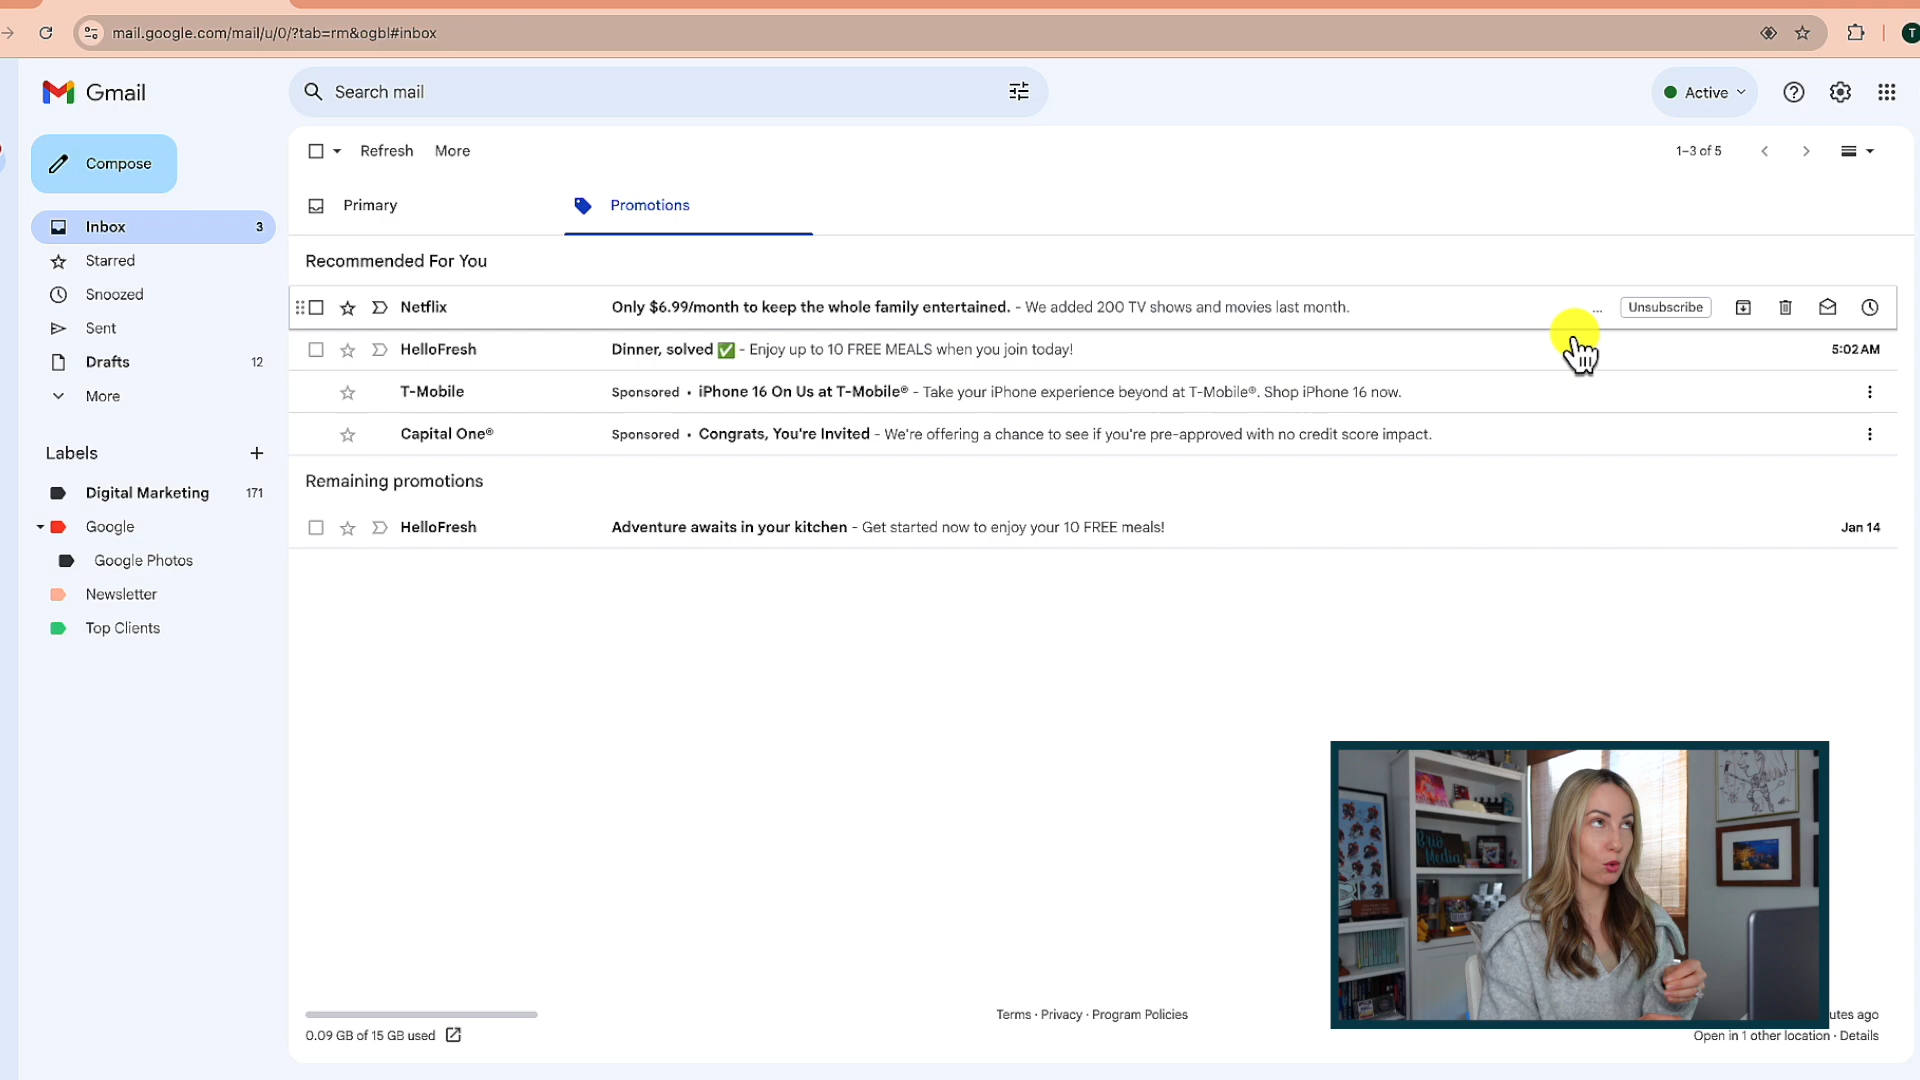 mail.google.com/mail/u/0/?tab=rm&ogbl#inbox
T
Gmail
Search mail
Active
Compose
Refresh More
1–3 of 5
Inbox 3
Primary
Promotions
Starred
Recommended For You
Snoozed
Netflix Only $6.99/month to keep the whole family entertained. - We added 200 TV shows and movies last month. ... Unsubscribe
Sent
HelloFresh Dinner, solved ✅ - Enjoy up to 10 FREE MEALS when you join today! 5:02 AM
Drafts 12
T-Mobile Sponsored • iPhone 16 On Us at T-Mobile® - Take your iPhone experience beyond at T-Mobile®. Shop iPhone 16 now.
More
Capital One® Sponsored • Congrats, You're Invited - We're offering a chance to see if you're pre-approved with no credit score impact.
Labels
Remaining promotions
Digital Marketing 171
Google
HelloFresh Adventure awaits in your kitchen - Get started now to enjoy your 10 FREE meals! Jan 14
Google Photos
Newsletter
Top Clients
Brio Media
Terms · Privacy · Program Policies
utes ago
0.09 GB of 15 GB used
Open in 1 other location · Details